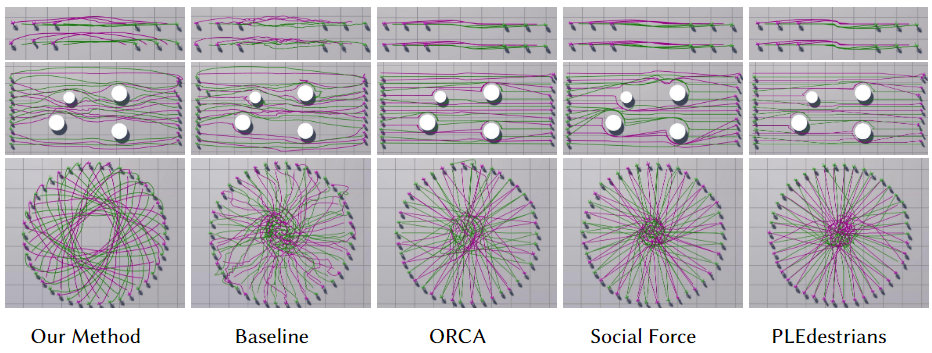 Our Method
Baseline
ORCA
Social Force
PLEdestrians